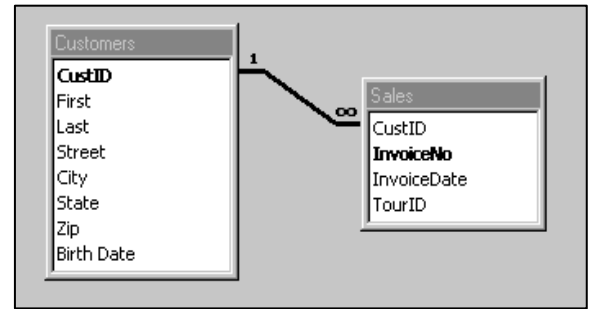 Customers
CustID
First
Last
Street
City
State
Zip
Birth Date
1
∞
Sales
CustID
InvoiceNo
InvoiceDate
TourID